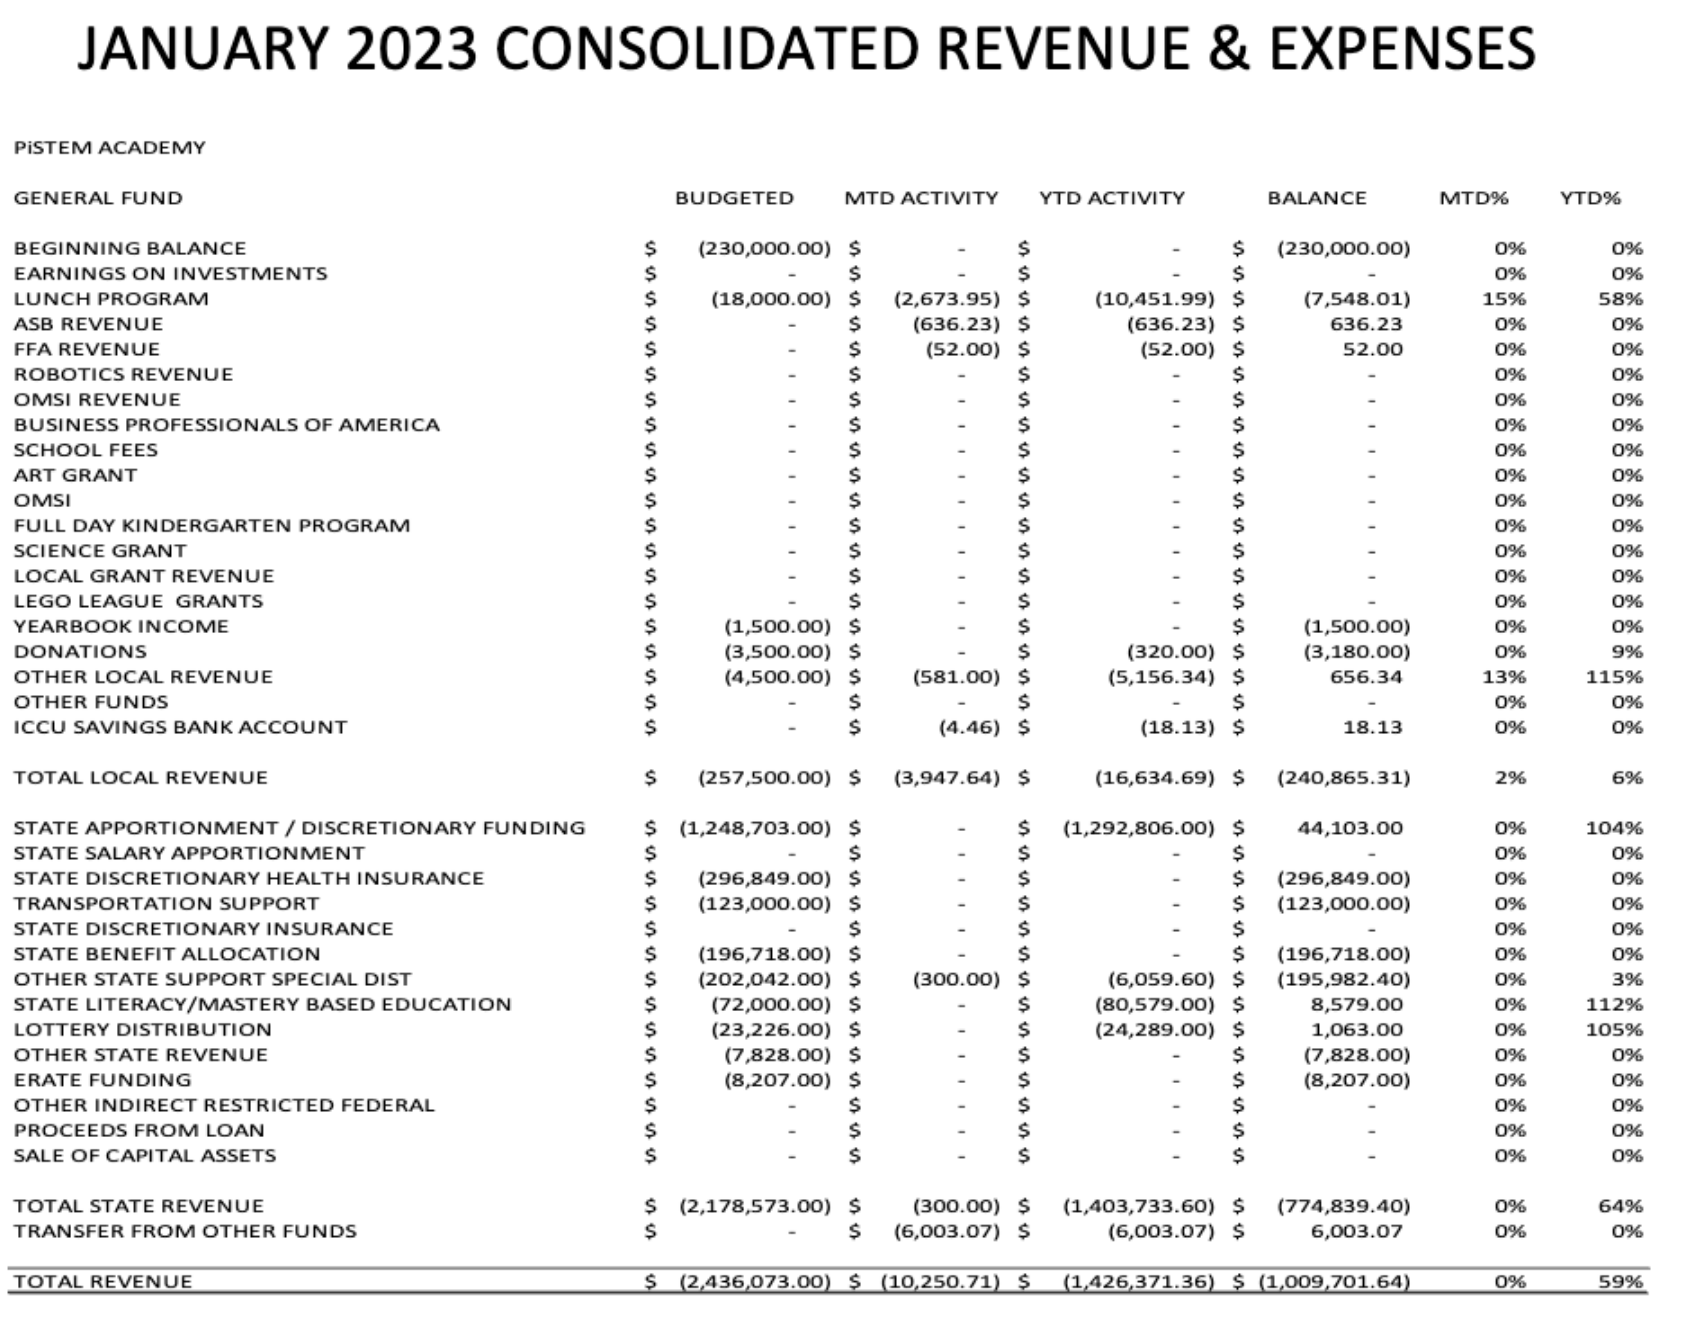 JANUARY 2023 CONSOLIDATED REVENUE & EXPENSES
PiSTEM ACADEMY
GENERAL FUND BUDGETED MTD ACTIVITY YTD ACTIVITY BALANCE MTD% YTD%
BEGINNING BALANCE $ (230,000.00) $ - $ - $ (230,000.00) 0% 0%
EARNINGS ON INVESTMENTS $ - $ - $ - $ - 0% 0%
LUNCH PROGRAM $ (18,000.00) $ (2,673.95) $ (10,451.99) $ (7,548.01) 15% 58%
ASB REVENUE $ - $ (636.23) $ (636.23) $ 636.23 0% 0%
FFA REVENUE $ - $ (52.00) $ (52.00) $ 52.00 0% 0%
ROBOTICS REVENUE $ - $ - $ - $ - 0% 0%
OMSI REVENUE $ - $ - $ - $ - 0% 0%
BUSINESS PROFESSIONALS OF AMERICA $ - $ - $ - $ - 0% 0%
SCHOOL FEES $ - $ - $ - $ - 0% 0%
ART GRANT $ - $ - $ - $ - 0% 0%
OMSI $ - $ - $ - $ - 0% 0%
FULL DAY KINDERGARTEN PROGRAM $ - $ - $ - $ - 0% 0%
SCIENCE GRANT $ - $ - $ - $ - 0% 0%
LOCAL GRANT REVENUE $ - $ - $ - $ - 0% 0%
LEGO LEAGUE GRANTS $ - $ - $ - $ - 0% 0%
YEARBOOK INCOME $ (1,500.00) $ - $ - $ (1,500.00) 0% 0%
DONATIONS $ (3,500.00) $ - $ (320.00) $ (3,180.00) 0% 9%
OTHER LOCAL REVENUE $ (4,500.00) $ (581.00) $ (5,156.34) $ 656.34 13% 115%
OTHER FUNDS $ - $ - $ - $ - 0% 0%
ICCU SAVINGS BANK ACCOUNT $ - $ (4.46) $ (18.13) $ 18.13 0% 0%
TOTAL LOCAL REVENUE $ (257,500.00) $ (3,947.64) $ (16,634.69) $ (240,865.31) 2% 6%
STATE APPORTIONMENT / DISCRETIONARY FUNDING $ (1,248,703.00) $ - $ (1,292,806.00) $ 44,103.00 0% 104%
STATE SALARY APPORTIONMENT $ - $ - $ - $ - 0% 0%
STATE DISCRETIONARY HEALTH INSURANCE $ (296,849.00) $ - $ - $ (296,849.00) 0% 0%
TRANSPORTATION SUPPORT $ (123,000.00) $ - $ - $ (123,000.00) 0% 0%
STATE DISCRETIONARY INSURANCE $ - $ - $ - $ - 0% 0%
STATE BENEFIT ALLOCATION $ (196,718.00) $ - $ - $ (196,718.00) 0% 0%
OTHER STATE SUPPORT SPECIAL DIST $ (202,042.00) $ (300.00) $ (6,059.60) $ (195,982.40) 0% 3%
STATE LITERACY/MASTERY BASED EDUCATION $ (72,000.00) $ - $ (80,579.00) $ 8,579.00 0% 112%
LOTTERY DISTRIBUTION $ (23,226.00) $ - $ (24,289.00) $ 1,063.00 0% 105%
OTHER STATE REVENUE $ (7,828.00) $ - $ - $ (7,828.00) 0% 0%
ERATE FUNDING $ (8,207.00) $ - $ - $ (8,207.00) 0% 0%
OTHER INDIRECT RESTRICTED FEDERAL $ - $ - $ - $ - 0% 0%
PROCEEDS FROM LOAN $ - $ - $ - $ - 0% 0%
SALE OF CAPITAL ASSETS $ - $ - $ - $ - 0% 0%
TOTAL STATE REVENUE $ (2,178,573.00) $ (300.00) $ (1,403,733.60) $ (774,839.40) 0% 64%
TRANSFER FROM OTHER FUNDS $ - $ (6,003.07) $ (6,003.07) $ 6,003.07 0% 0%
TOTAL REVENUE $ (2,436,073.00) $ (10,250.71) $ (1,426,371.36) $ (1,009,701.64) 0% 59%